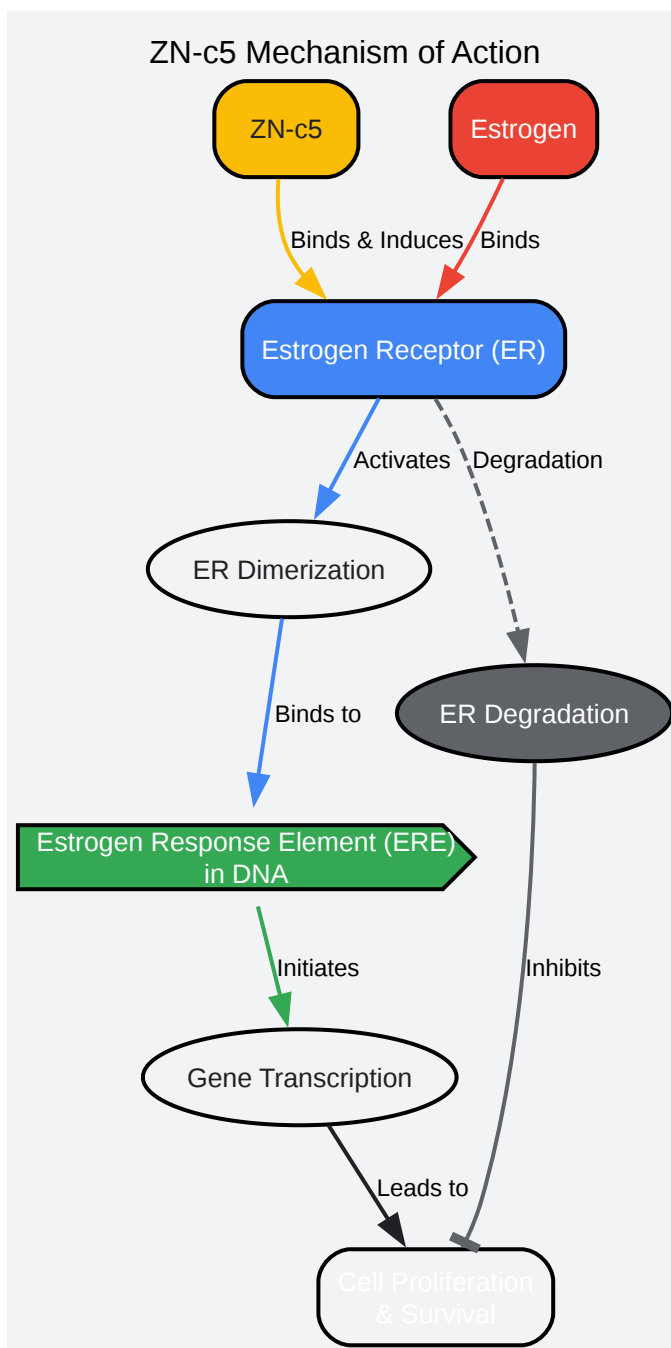 ZN-c5 Mechanism of Action
ZN-c5
Estrogen
Binds & Induces
Binds
Estrogen Receptor (ER)
Activates
Degradation
ER Dimerization
Binds to
ER Degradation
Estrogen Response Element (ERE)
in DNA
Initiates
Inhibits
Gene Transcription
Leads to
Cell Proliferation
& Survival